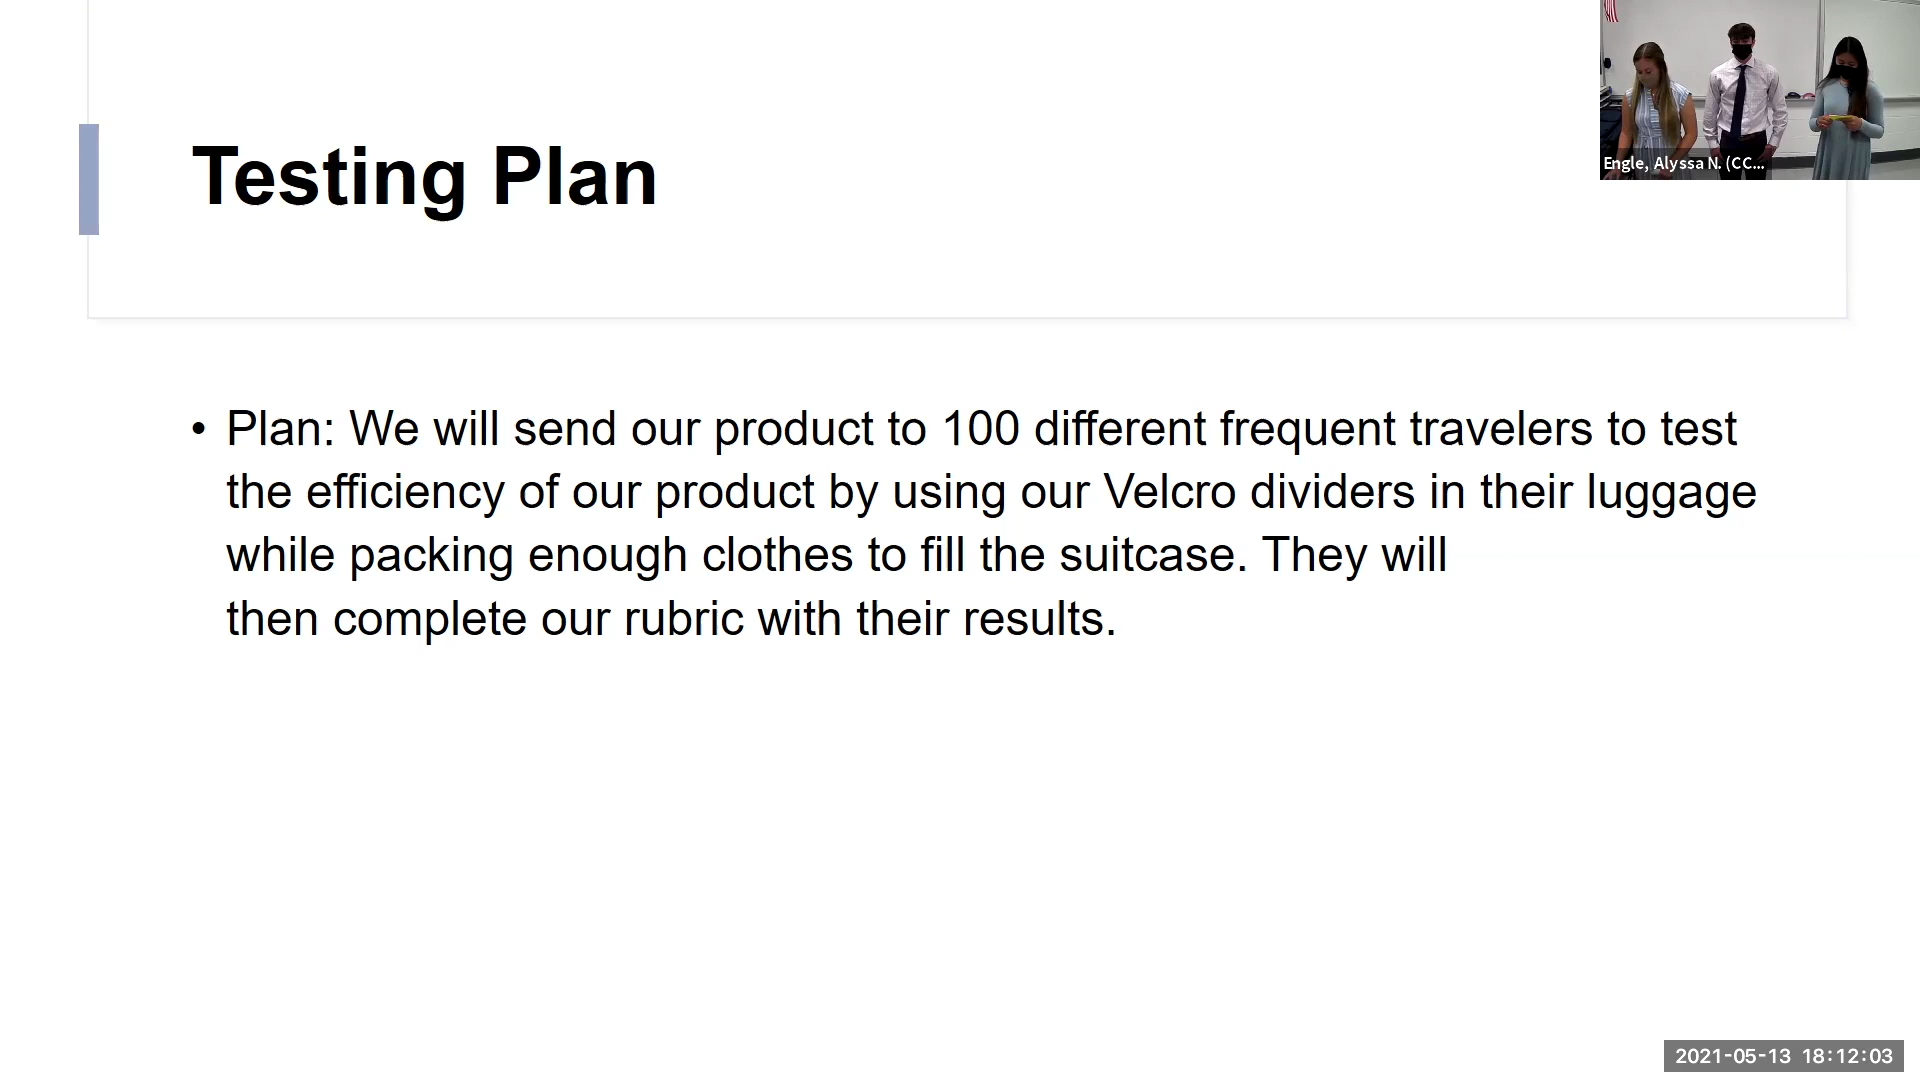 Engle, Alyssa N. (CC...
Testing Plan
• Plan: We will send our product to 100 different frequent travelers to test
the efficiency of our product by using our Velcro dividers in their luggage
while packing enough clothes to fill the suitcase. They will
then complete our rubric with their results.
2021-05-13 18:12:03